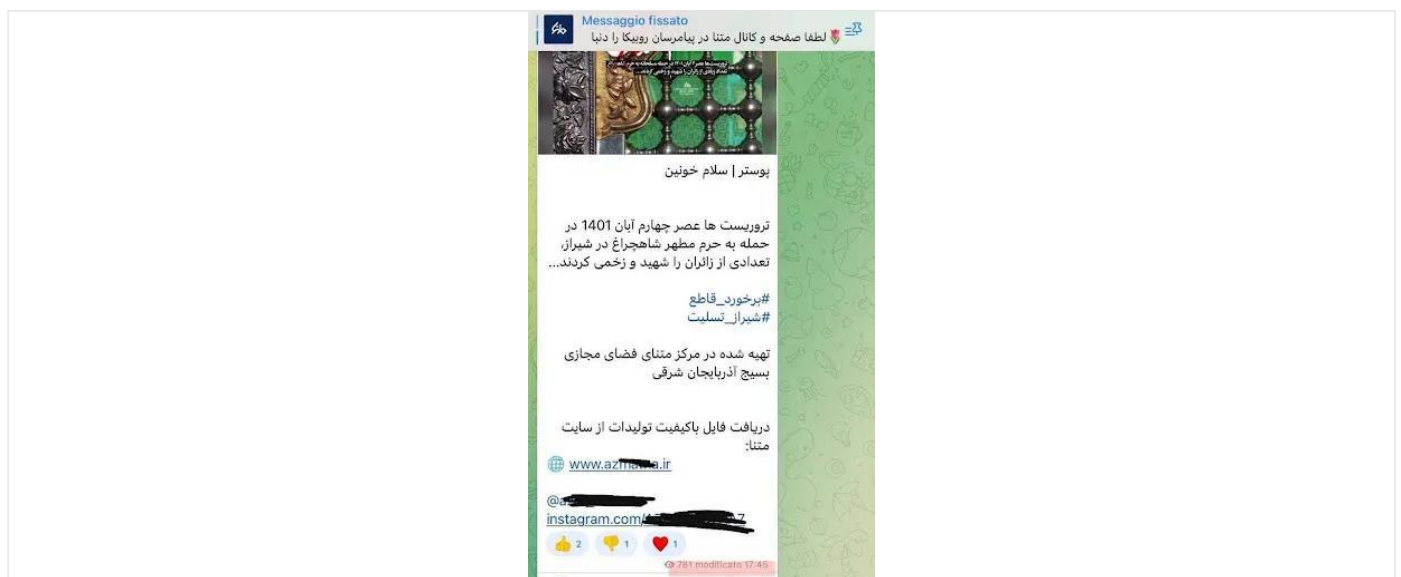 Messaggio fissato
🌷 لطفا صفحه و کانال متنا در پیامرسان روبیکا را دنبا
پوستر | سلام خونین
تروریست ها عصر چهارم آبان 1401 در
حمله به حرم مطهر شاهچراغ در شیراز،
تعدادی از زائران را شهید و زخمی کردند...
#برخورد_قاطع
#شیراز_تسلیت
تهیه شده در مرکز متنای فضای مجازی
بسیج آذربایجان شرقی
دریافت فایل باکیفیت تولیدات از سایت
متنا:
www.az
@a
instagram.com/
2 1 1
781 modificato 17:45